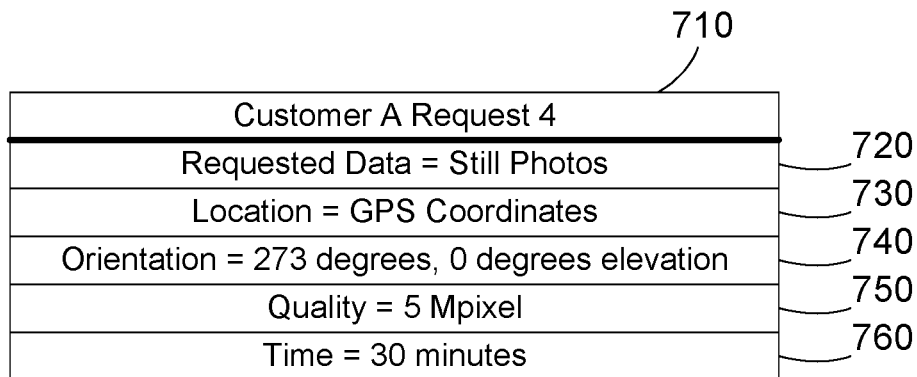 710
Customer A Request 4
Requested Data = Still Photos 720
Location = GPS Coordinates 730
Orientation = 273 degrees, 0 degrees elevation 740
Quality = 5 Mpixel 750
Time = 30 minutes 760